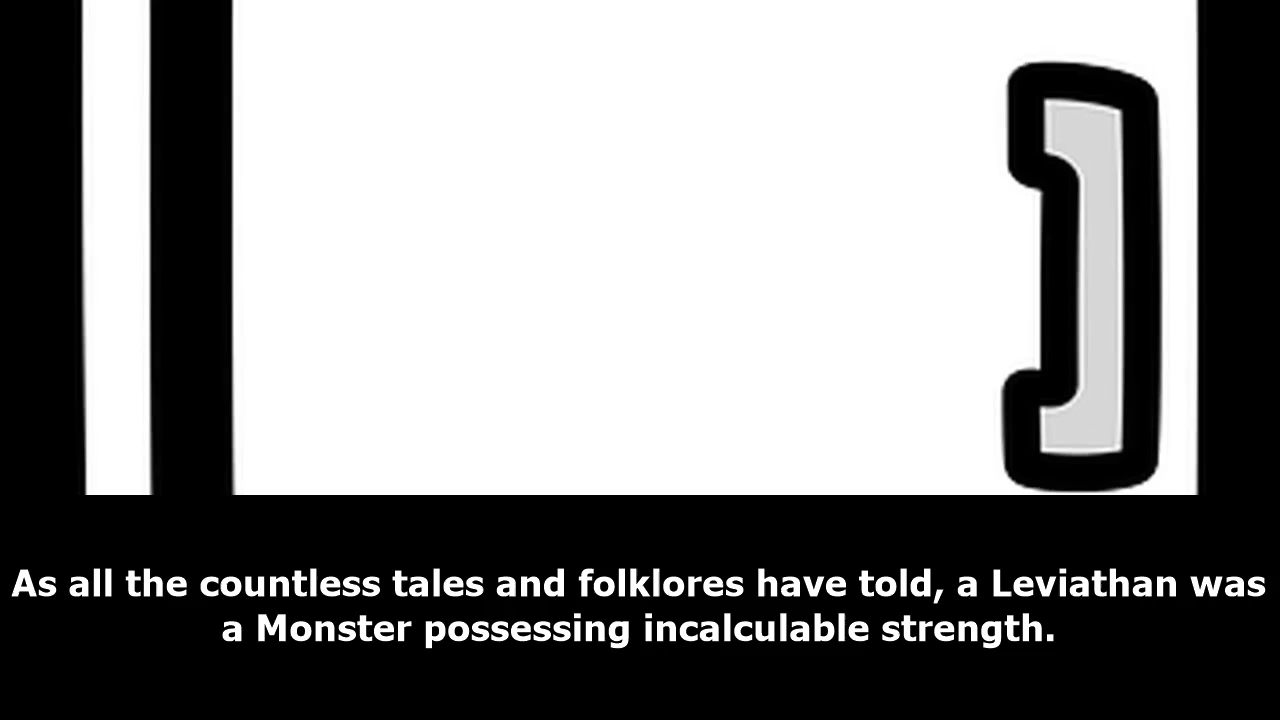 As all the countless tales and folklores have told, a Leviathan was
a Monster possessing incalculable strength.